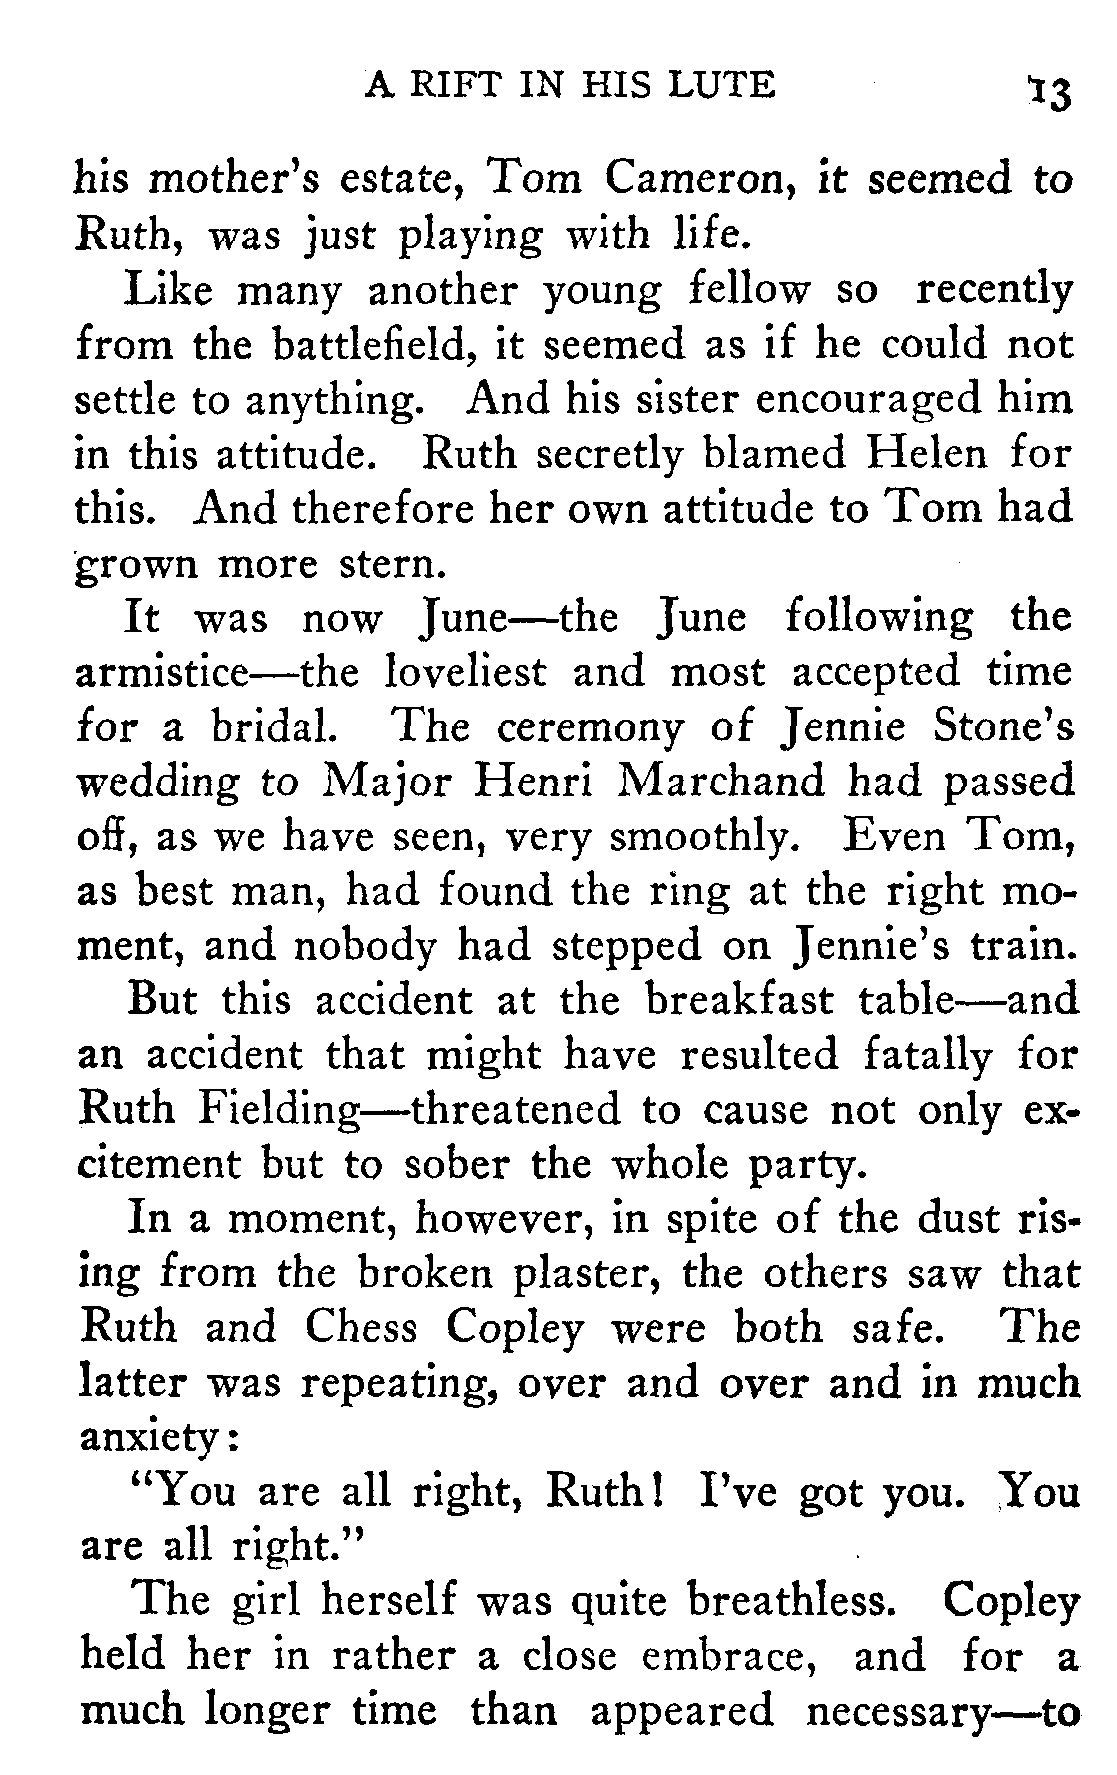 A RIFT IN HIS LUTE 13
his mother's estate, Tom Cameron, it seemed to
Ruth, was just playing with life.
Like many another young fellow so recently
from the battlefield, it seemed as if he could not
settle to anything. And his sister encouraged him
in this attitude. Ruth secretly blamed Helen for
this. And therefore her own attitude to Tom had
grown more stern.
It was now June—the June following the
armistice—the loveliest and most accepted time
for a bridal. The ceremony of Jennie Stone's
wedding to Major Henri Marchand had passed
off, as we have seen, very smoothly. Even Tom,
as best man, had found the ring at the right mo-
ment, and nobody had stepped on Jennie's train.
But this accident at the breakfast table—and
an accident that might have resulted fatally for
Ruth Fielding—threatened to cause not only ex-
citement but to sober the whole party.
In a moment, however, in spite of the dust ris-
ing from the broken plaster, the others saw that
Ruth and Chess Copley were both safe. The
latter was repeating, over and over and in much
anxiety:
"You are all right, Ruth! I've got you. You
are all right."
The girl herself was quite breathless. Copley
held her in rather a close embrace, and for a
much longer time than appeared necessary—to